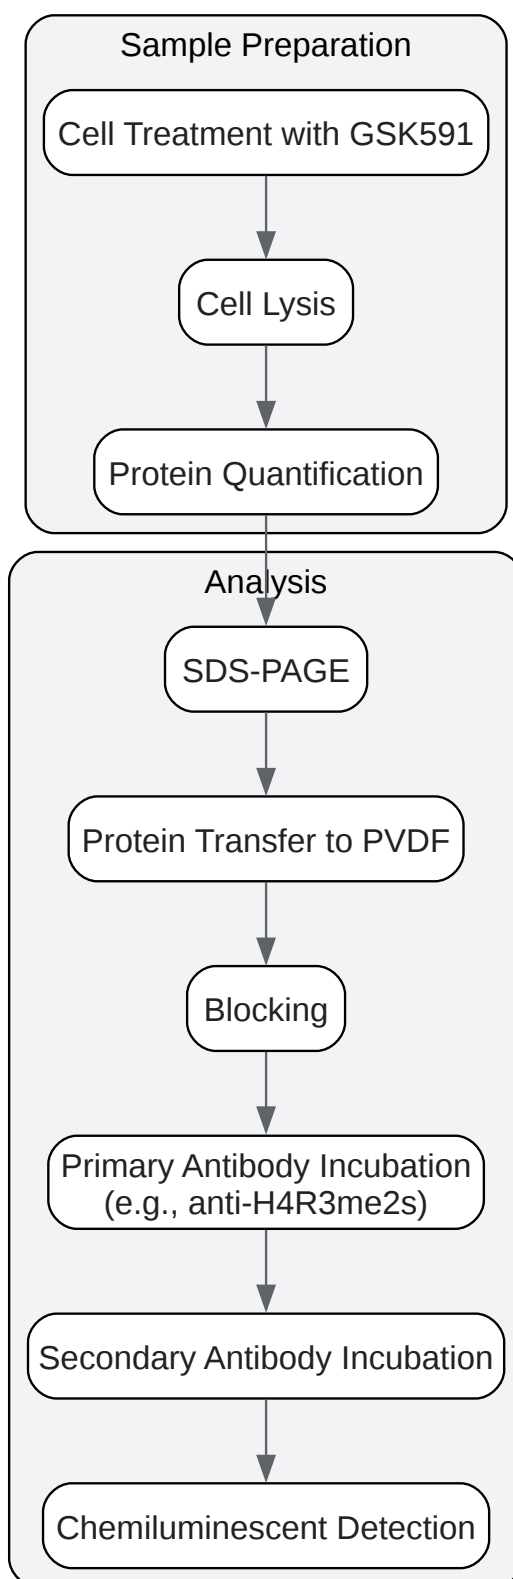 Sample Preparation
Cell Treatment with GSK591
Cell Lysis
Protein Quantification
Analysis
SDS-PAGE
Protein Transfer to PVDF
Blocking
Primary Antibody Incubation
(e.g., anti-H4R3me2s)
Secondary Antibody Incubation
Chemiluminescent Detection